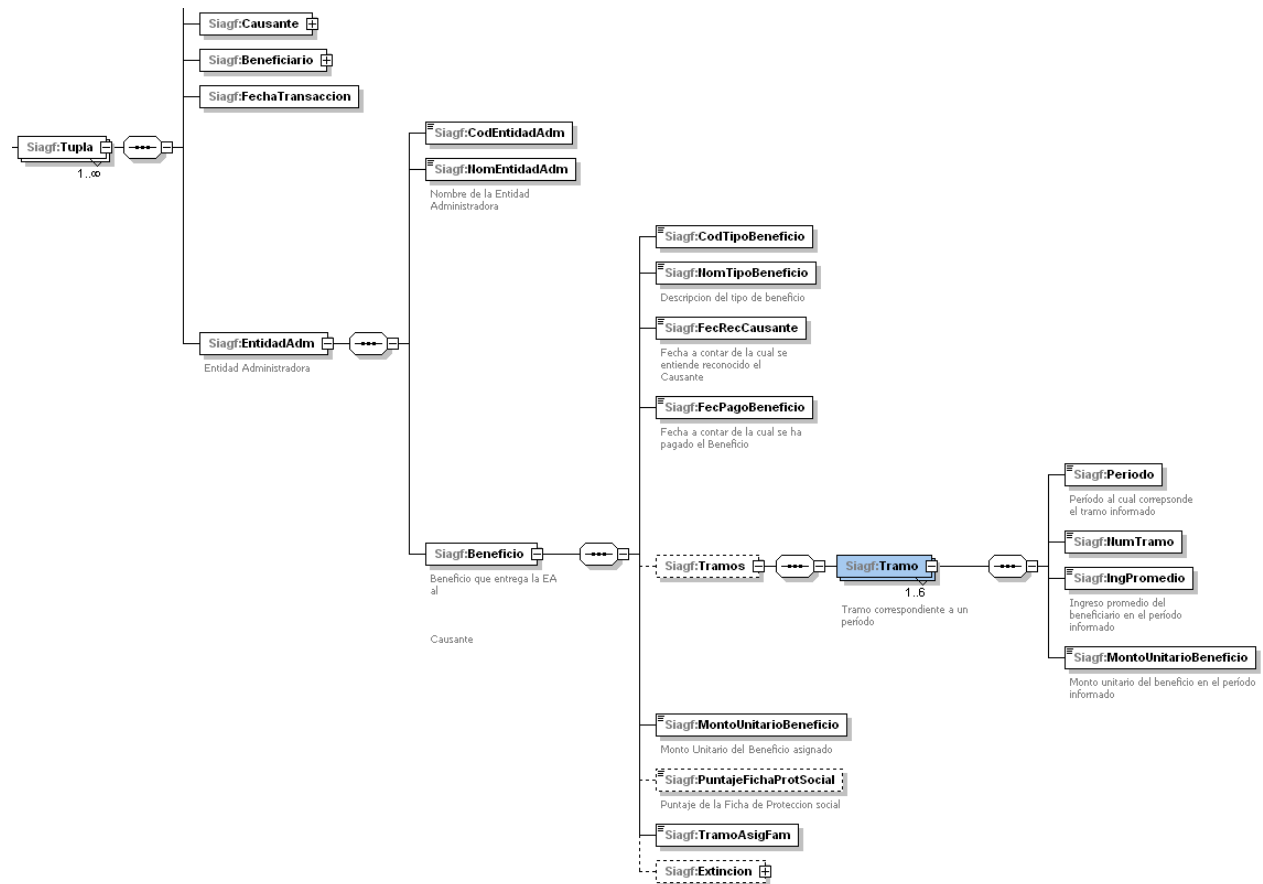 Siagf:Causante
Siagf:Beneficiario
Siagf:FechaTransaccion
Siagf:Tupla
1..∞
Siagf:CodEntidadAdm
Siagf:NomEntidadAdm
Nombre de la Entidad
Administradora
Siagf:EntidadAdm
Entidad Administradora
Siagf:CodTipoBeneficio
Siagf:NomTipoBeneficio
Descripcion del tipo de beneficio
Siagf:FecRecCausante
Fecha a contar de la cual se
entiende reconocido el
Causante
Siagf:FecPagoBeneficio
Fecha a contar de la cual se ha
pagado el Beneficio
Siagf:Beneficio
Beneficio que entrega la EA
al
Causante
Siagf:Tramos
Siagf:Tramo
1..6
Tramo correspondiente a un
período
Siagf:Periodo
Período al cual correpsonde
el tramo informado
Siagf:NumTramo
Siagf:IngPromedio
Ingreso promedio del
beneficiario en el período
informado
Siagf:MontoUnitarioBeneficio
Monto unitario del beneficio en el período
informado
Siagf:MontoUnitarioBeneficio
Monto Unitario del Beneficio asignado
Siagf:PuntajeFichaProtSocial
Puntaje de la Ficha de Proteccion social
Siagf:TramoAsigFam
Siagf:Extincion